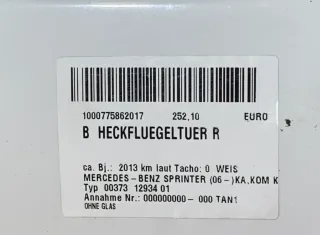 1000775862017 252,10 EURO
B HECKFLUEGELTUER R
ca. Bj.: 2013 km laut Tacho: 0 WEIS
MERCEDES-BENZ SPRINTER (06-)KA,KOM K
Typ 00373 12934 01
Annahme Nr.: 000000000-000 TAN1
OHNE GLAS